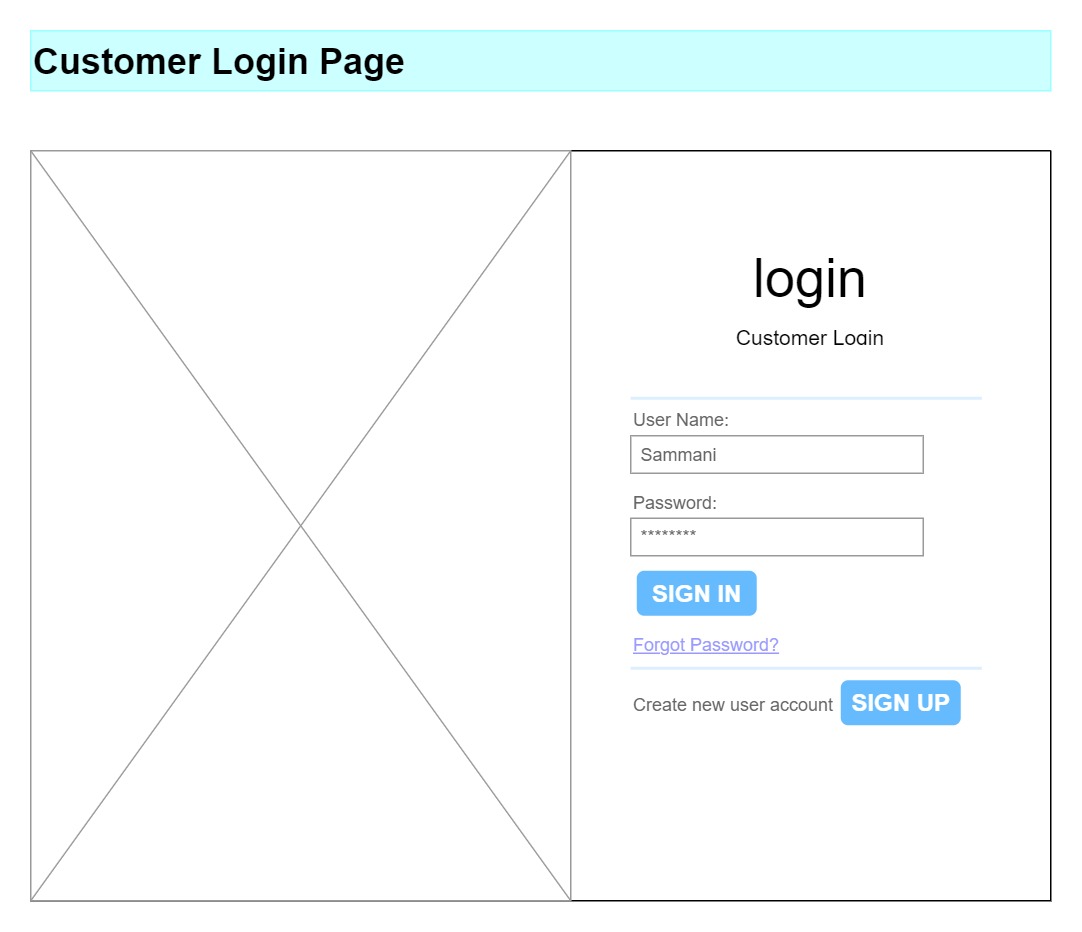 Customer Login Page
login
Customer Login
User Name:
Sammani
Password:
********
SIGN IN
Forgot Password?
Create new user account SIGN UP